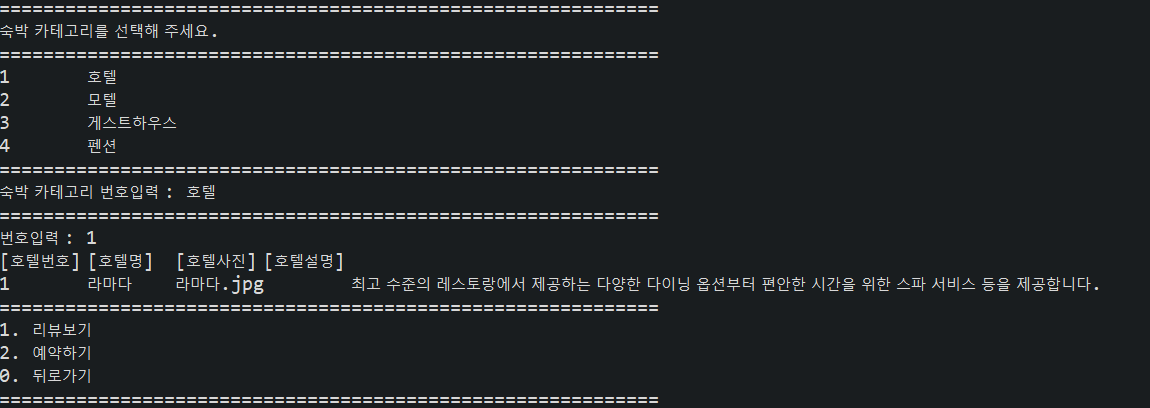 ============================================================
숙박 카테고리를 선택해 주세요.
============================================================
1	호텔
2	모텔
3	게스트하우스
4	펜션
============================================================
숙박 카테고리 번호입력 : 호텔
============================================================
번호입력 : 1
[호텔번호]	[호텔명]	[호텔사진]	[호텔설명]
1	라마다	라마다.jpg	최고 수준의 레스토랑에서 제공하는 다양한 다이닝 옵션부터 편안한 시간을 위한 스파 서비스 등을 제공합니다.
============================================================
1. 리뷰보기
2. 예약하기
0. 뒤로가기
============================================================